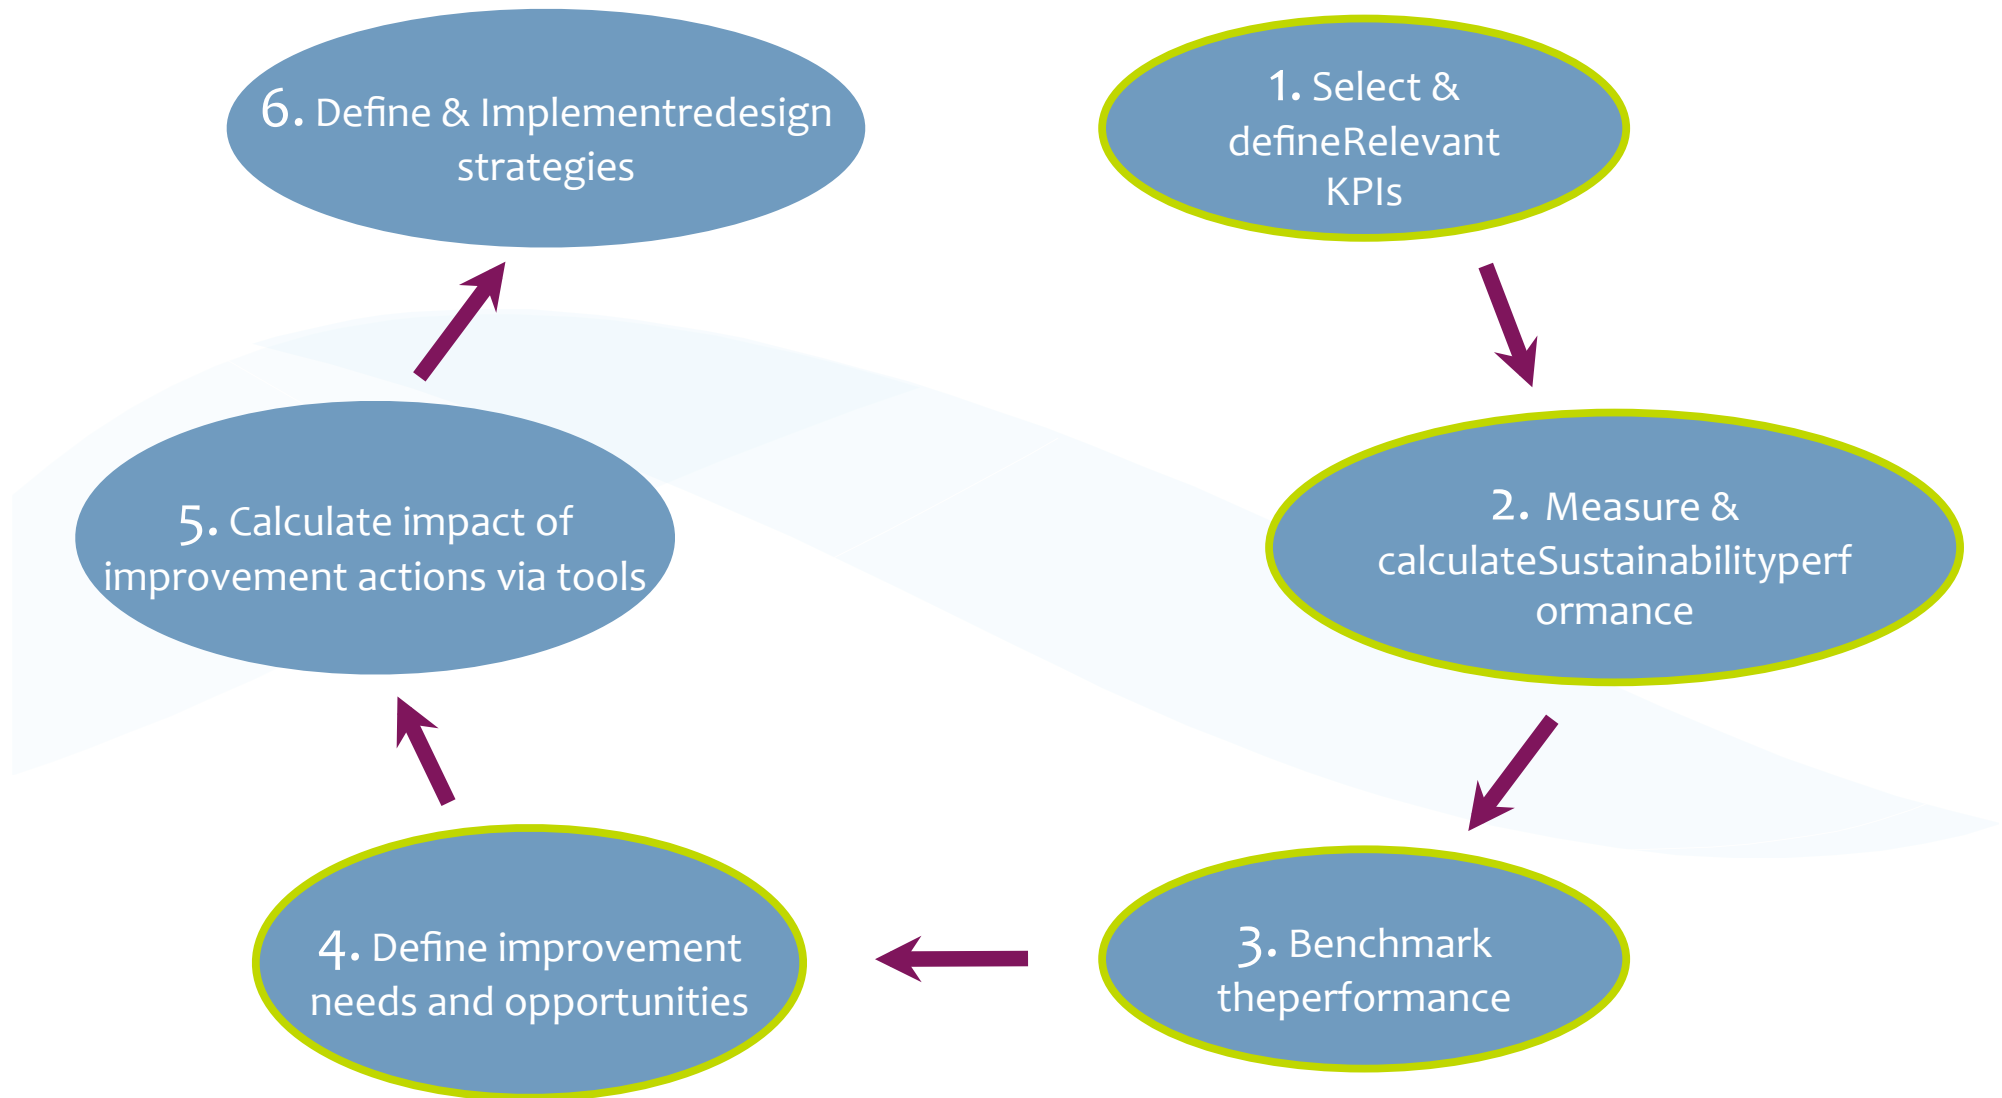 1. Select &
defineRelevant
KPIs
2. Measure &
calculateSustainabilityperf
ormance
3. Benchmark
theperformance
4. Define improvement
needs and opportunities
5. Calculate impact of
improvement actions via tools
6. Define & Implementredesign
strategies